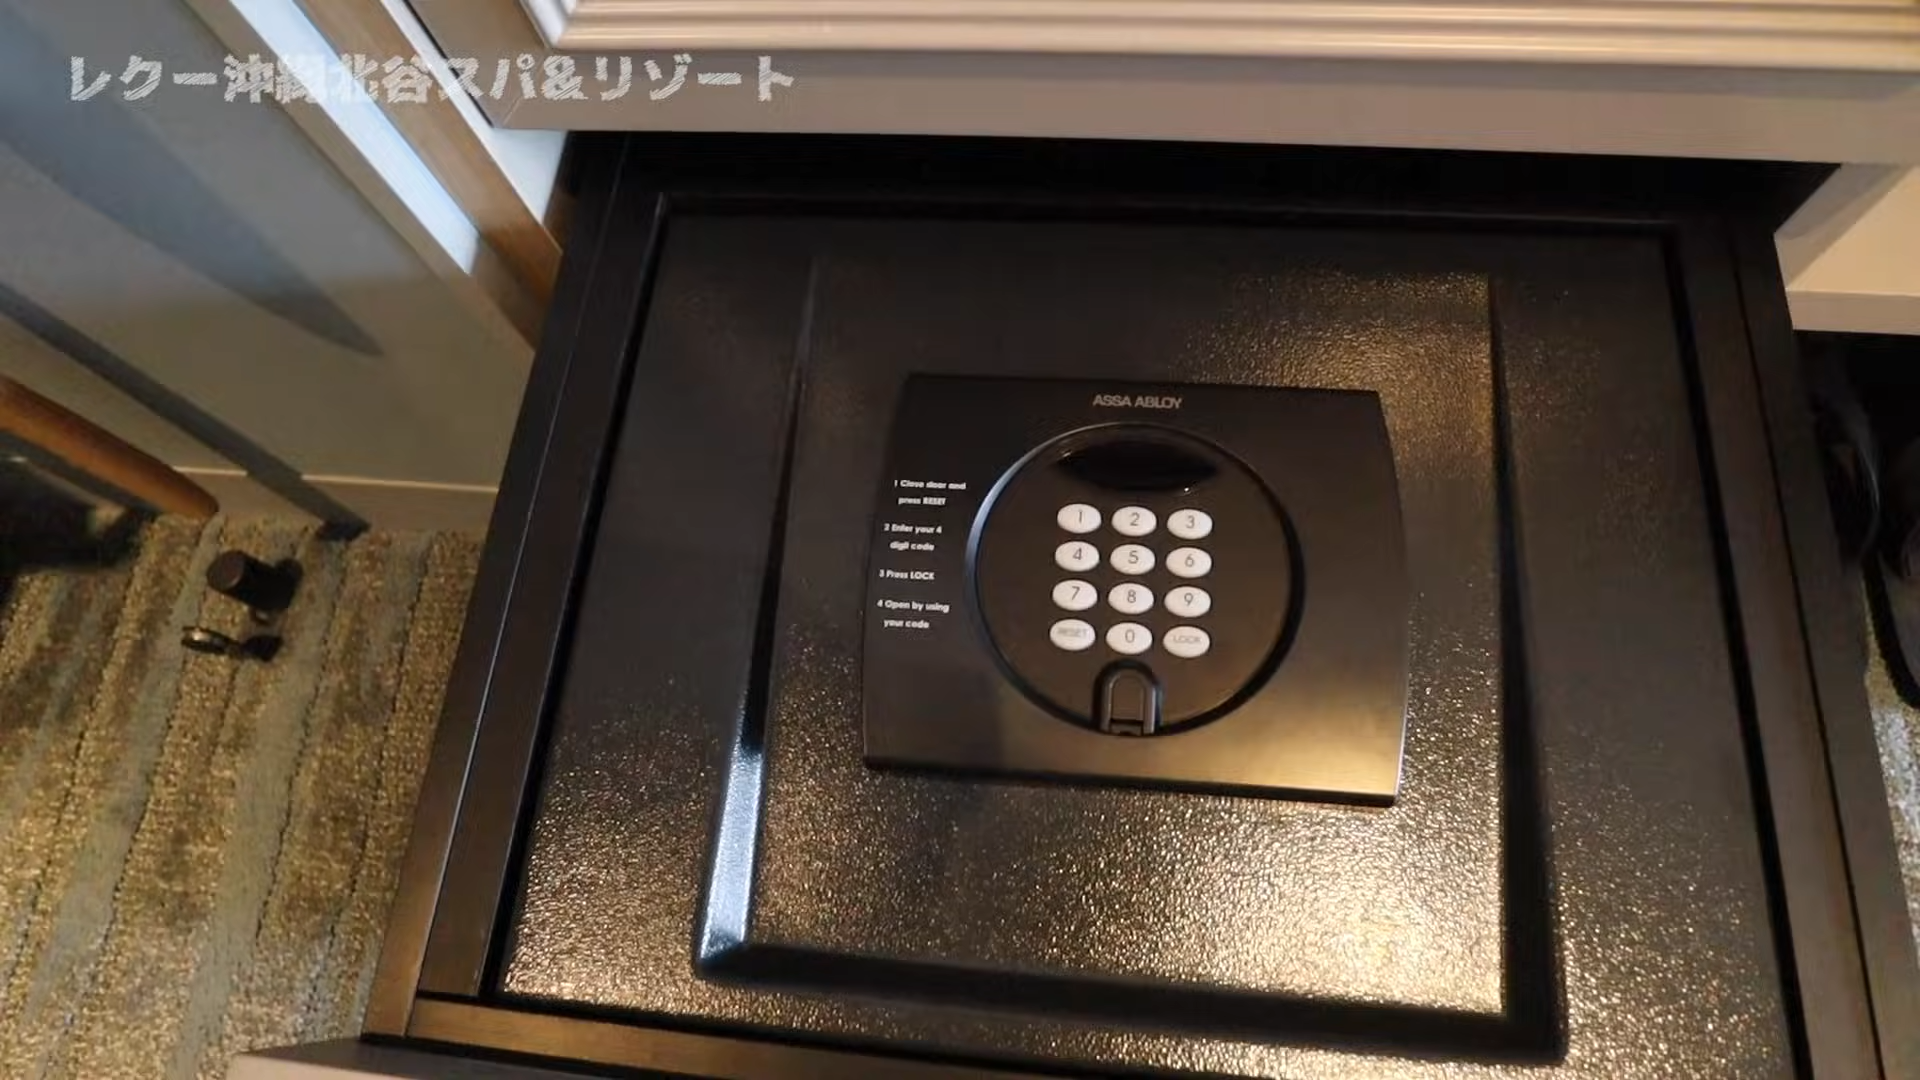 レクー沖縄北谷スパ&リゾート
ASSA ABLOY
1 Close door and
press RESET
2 Enter your 4
digit code
3 Press LOCK
4 Open by using
your code
1 2 3
4 5 6
7 8 9
RESET 0 LOCK